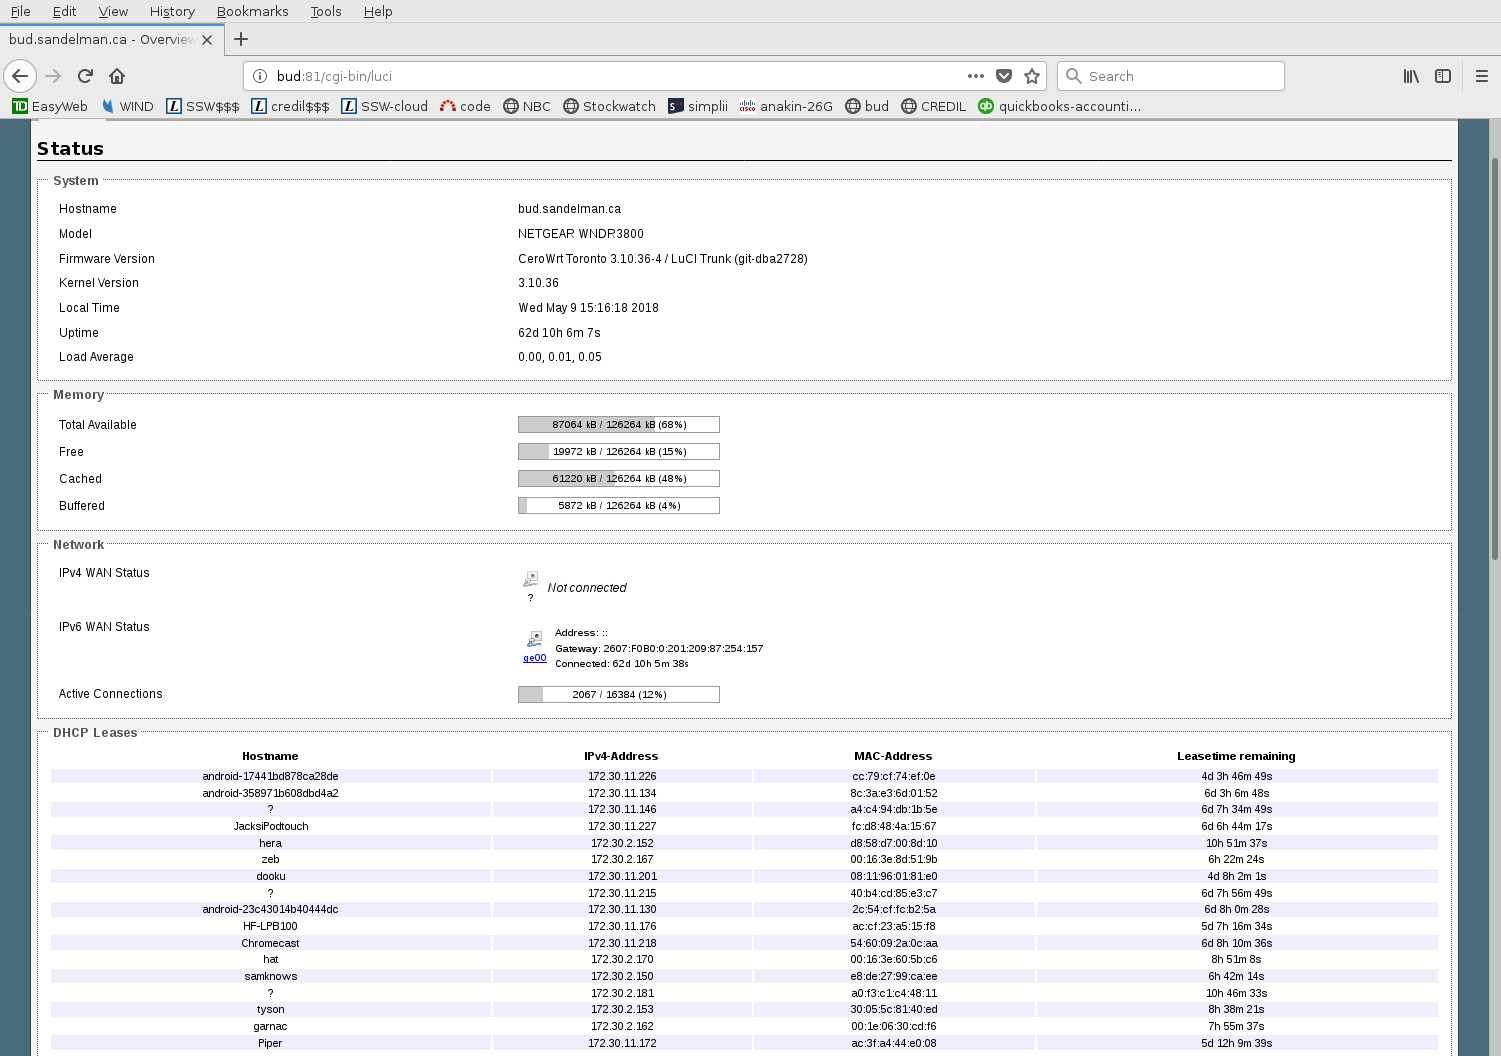 File Edit View History Bookmarks Tools Help
bud.sandelman.ca - Overview
bud:81/cgi-bin/luci Search
EasyWeb WIND SSW$$$ credil$$$ SSW-cloud code NBC Stockwatch simplii anakin-26G bud CREDIL quickbooks-accounti...
Status
System
Hostname bud.sandelman.ca
Model NETGEAR WNDR3800
Firmware Version CeroWrt Toronto 3.10.36-4 / LuCI Trunk (git-dba2728)
Kernel Version 3.10.36
Local Time Wed May 9 15:16:18 2018
Uptime 62d 10h 6m 7s
Load Average 0.00, 0.01, 0.05
Memory
Total Available 87064 kB / 126264 kB (68%)
Free 19972 kB / 126264 kB (15%)
Cached 61220 kB / 126264 kB (48%)
Buffered 5872 kB / 126264 kB (4%)
Network
IPv4 WAN Status Not connected
?
IPv6 WAN Status Address: ::
Gateway: 2607:F0B0:0:201:209:87:254:157
ge00 Connected: 62d 10h 5m 38s
Active Connections 2067 / 16384 (12%)
DHCP Leases
Hostname IPv4-Address MAC-Address Leasetime remaining
android-17441bd878ca28de 172.30.11.226 cc:79:cf:74:ef:0e 4d 3h 46m 49s
android-358971b608dbd4a2 172.30.11.134 8c:3a:e3:6d:01:52 6d 3h 6m 48s
? 172.30.11.146 a4:c4:94:db:1b:5e 6d 7h 34m 49s
JacksiPodtouch 172.30.11.227 fc:d8:48:4a:15:67 6d 6h 44m 17s
hera 172.30.2.152 d8:58:d7:00:8d:10 10h 51m 37s
zeb 172.30.2.167 00:16:3e:8d:51:9b 6h 22m 24s
dooku 172.30.11.201 08:11:96:01:81:e0 4d 8h 2m 1s
? 172.30.11.215 40:b4:cd:85:e3:c7 6d 7h 56m 49s
android-23c43014b40444dc 172.30.11.130 2c:54:cf:fc:b2:5a 6d 8h 0m 28s
HF-LPB100 172.30.11.176 ac:cf:23:a5:15:f8 5d 7h 16m 34s
Chromecast 172.30.11.218 54:60:09:2a:0c:aa 6d 8h 10m 36s
hat 172.30.2.170 00:16:3e:60:5b:c6 8h 51m 8s
samknows 172.30.2.150 e8:de:27:99:ca:ee 6h 42m 14s
? 172.30.2.181 a0:f3:c1:c4:48:11 10h 46m 33s
tyson 172.30.2.153 30:05:5c:81:40:ed 8h 38m 21s
garnac 172.30.2.162 00:1e:06:30:cd:f6 7h 55m 37s
Piper 172.30.11.172 ac:3f:a4:44:e0:08 5d 12h 9m 39s